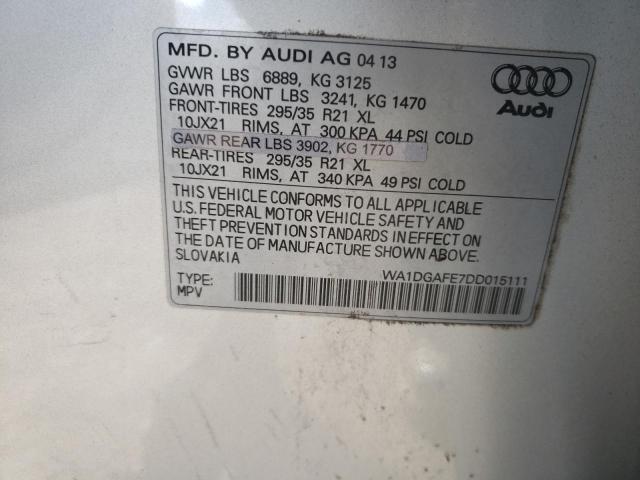 MFD. BY AUDI AG 04 13
GVWR LBS 6889, KG 3125
GAWR FRONT LBS 3241, KG 1470
FRONT-TIRES 295/35 R21 XL
10JX21 RIMS, AT 300 KPA 44 PSI COLD
GAWR REAR LBS 3902, KG 1770
REAR-TIRES 295/35 R21 XL
10JX21 RIMS, AT 340 KPA 49 PSI COLD
Audi
THIS VEHICLE CONFORMS TO ALL APPLICABLE
U.S. FEDERAL MOTOR VEHICLE SAFETY AND
THEFT PREVENTION STANDARDS IN EFFECT ON
THE DATE OF MANUFACTURE SHOWN ABOVE.
SLOVAKIA
WA1DGAFE7DD015111
TYPE:
MPV